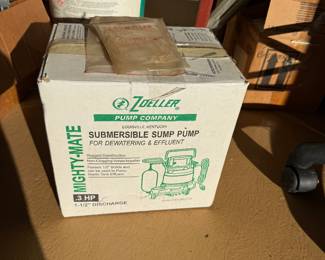 ZOELLER
PUMP COMPANY
LOUISVILLE, KENTUCKY
SUBMERSIBLE SUMP PUMP
FOR DEWATERING & EFFLUENT
MIGHTY-MATE
.3 HP
1-1/2" DISCHARGE